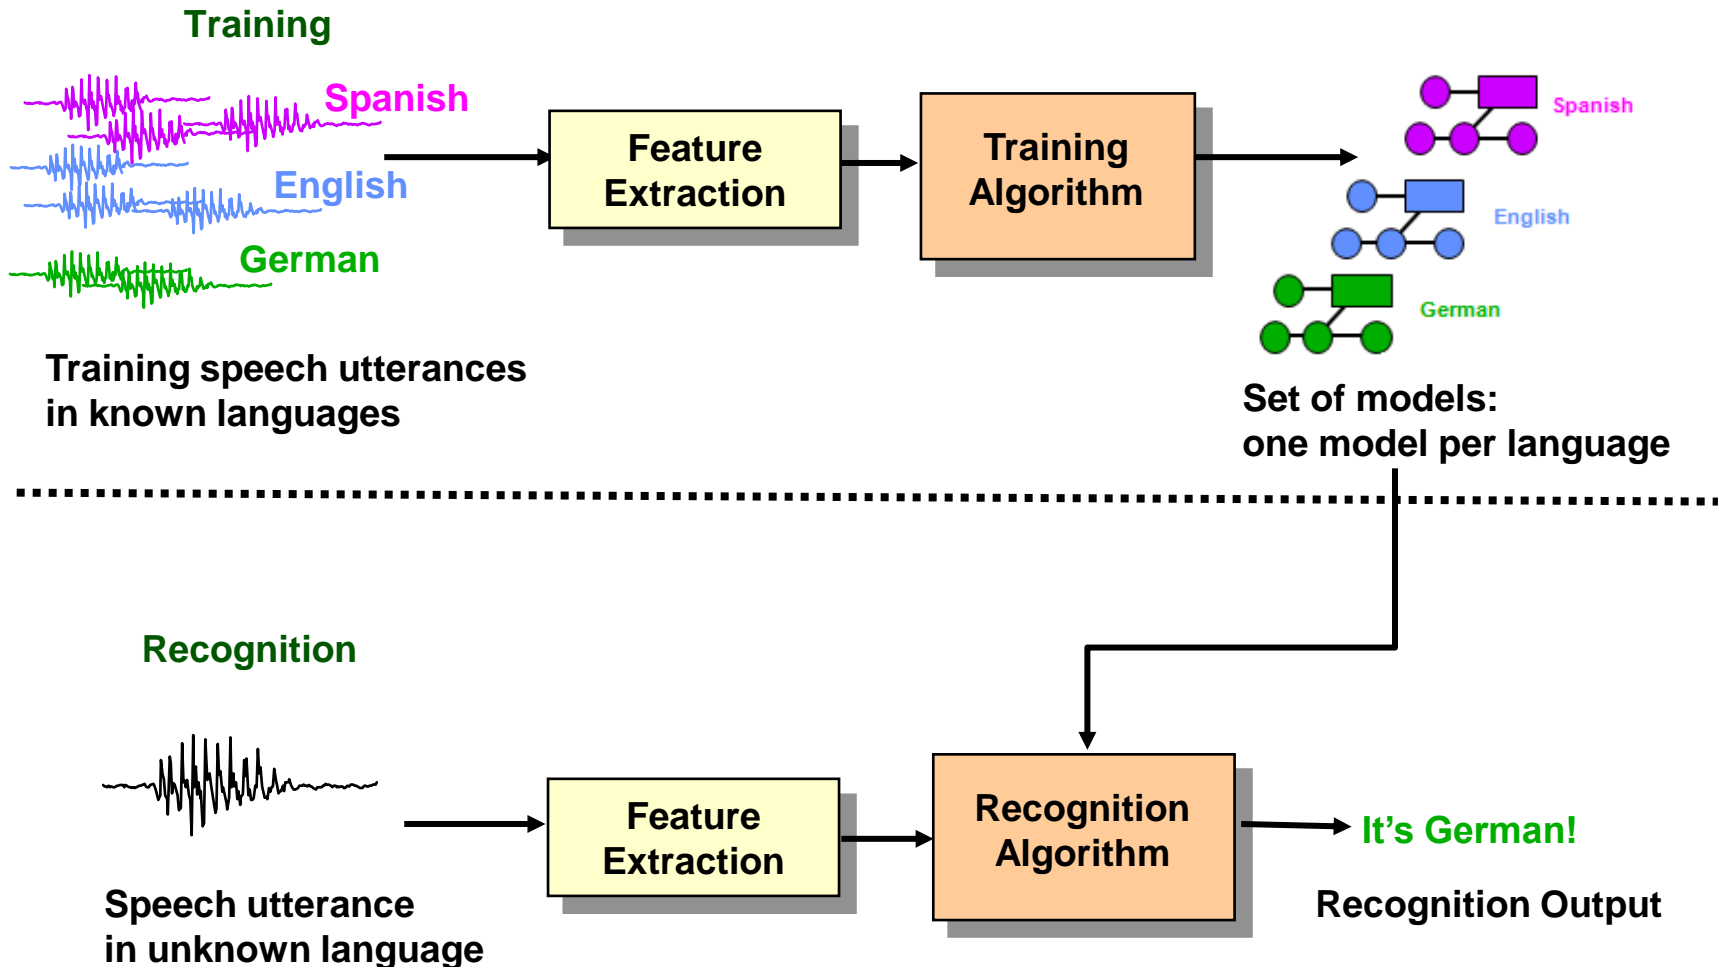 Training
Spanish
English
German
Feature
Extraction
Training
Algorithm
Spanish
English
German
Training speech utterances
in known languages
Set of models:
one model per language
Recognition
Feature
Extraction
Recognition
Algorithm
It’s German!
Speech utterance
in unknown language
Recognition Output